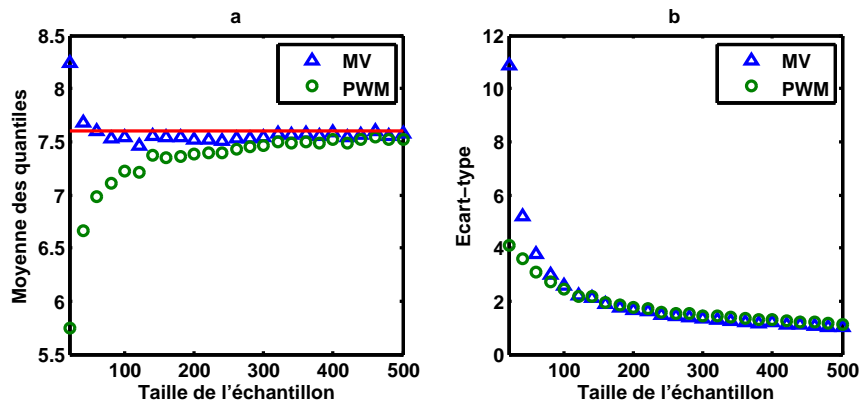 a
8.5
8
7.5
7
6.5
6
5.5
Moyenne des quantiles
MV
PWM
100
200
300
400
500
Taille de l'échantillon
b
12
10
8
6
4
2
0
Ecart−type
MV
PWM
100
200
300
400
500
Taille de l'échantillon